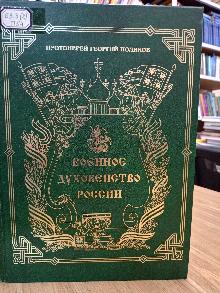 ПРОТОИЕРЕЙ ГЕОРГИЙ ПОЛЯКОВ
ВОЕННОЕ
ДУХОВЕНСТВО
РОССИИ